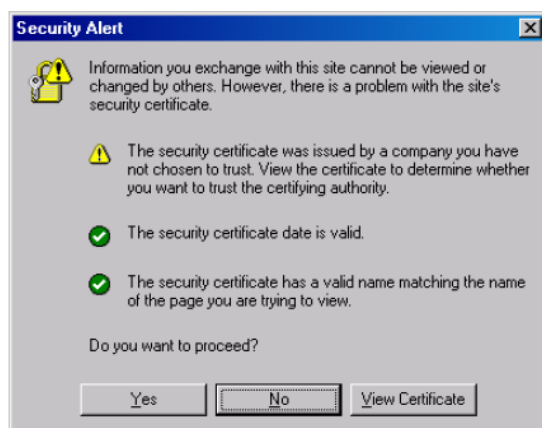 Security Alert
Information you exchange with this site cannot be viewed or
changed by others. However, there is a problem with the site's
security certificate.
The security certificate was issued by a company you have
not chosen to trust. View the certificate to determine whether
you want to trust the certifying authority.
The security certificate date is valid.
The security certificate has a valid name matching the name
of the page you are trying to view.
Do you want to proceed?
Yes No View Certificate